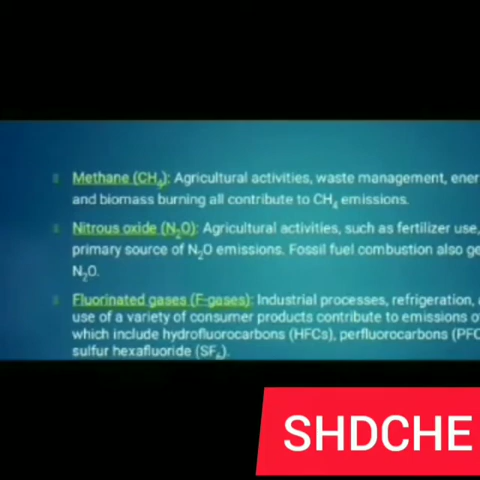 Methane (CH₄): Agricultural activities, waste management, ener
and biomass burning all contribute to CH₄ emissions.
Nitrous oxide (N₂O): Agricultural activities, such as fertilizer use,
primary source of N₂O emissions. Fossil fuel combustion also ge
N₂O.
Fluorinated gases (F-gases): Industrial processes, refrigeration,
use of a variety of consumer products contribute to emissions o
which include hydrofluorocarbons (HFCs), perfluorocarbons (PFC
sulfur hexafluoride (SF₆).
SHDCHE